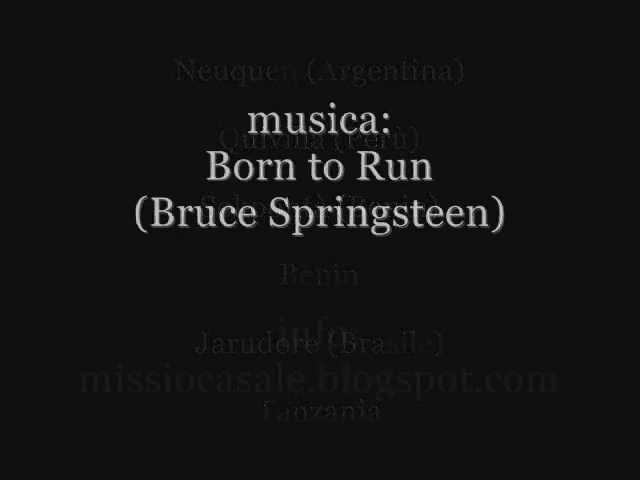 Neuquen (Argentina)
musica:
Born to Run
(Bruce Springsteen)
Benin
info:
Jarudore (Brasile)
missiocasale.blogspot.com
Tanzania